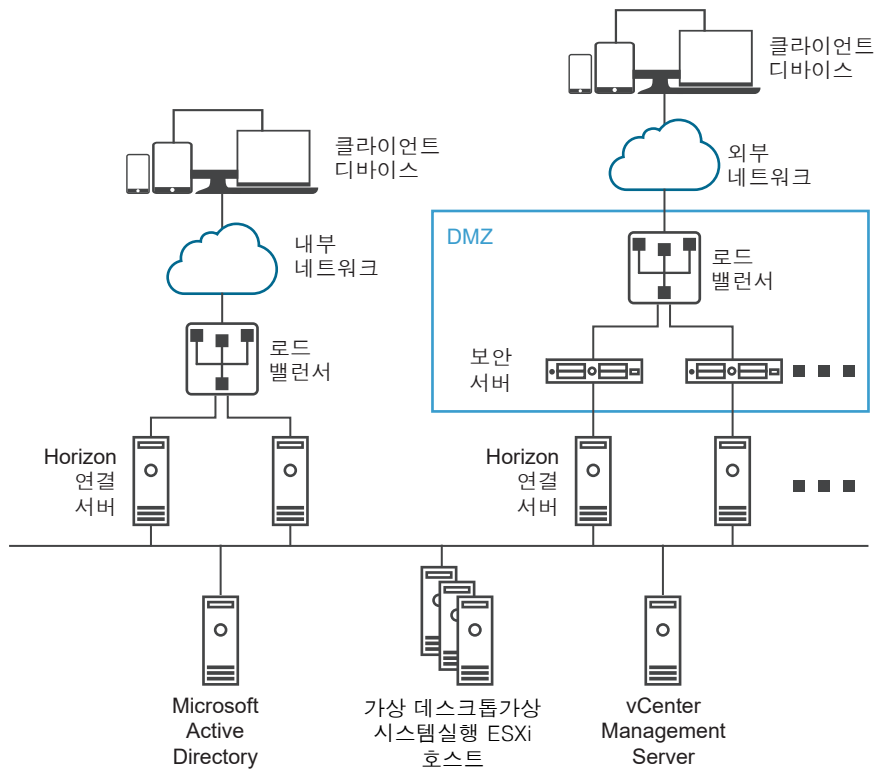 클라이언트
디바이스
외부
네트워크
DMZ
로드
밸런서
보안
서버
Horizon
연결
서버
클라이언트
디바이스
내부
네트워크
로드
밸런서
Horizon
연결
서버
Microsoft
Active
Directory
가상 데스크톱가상
시스템실행 ESXi
호스트
vCenter
Management
Server